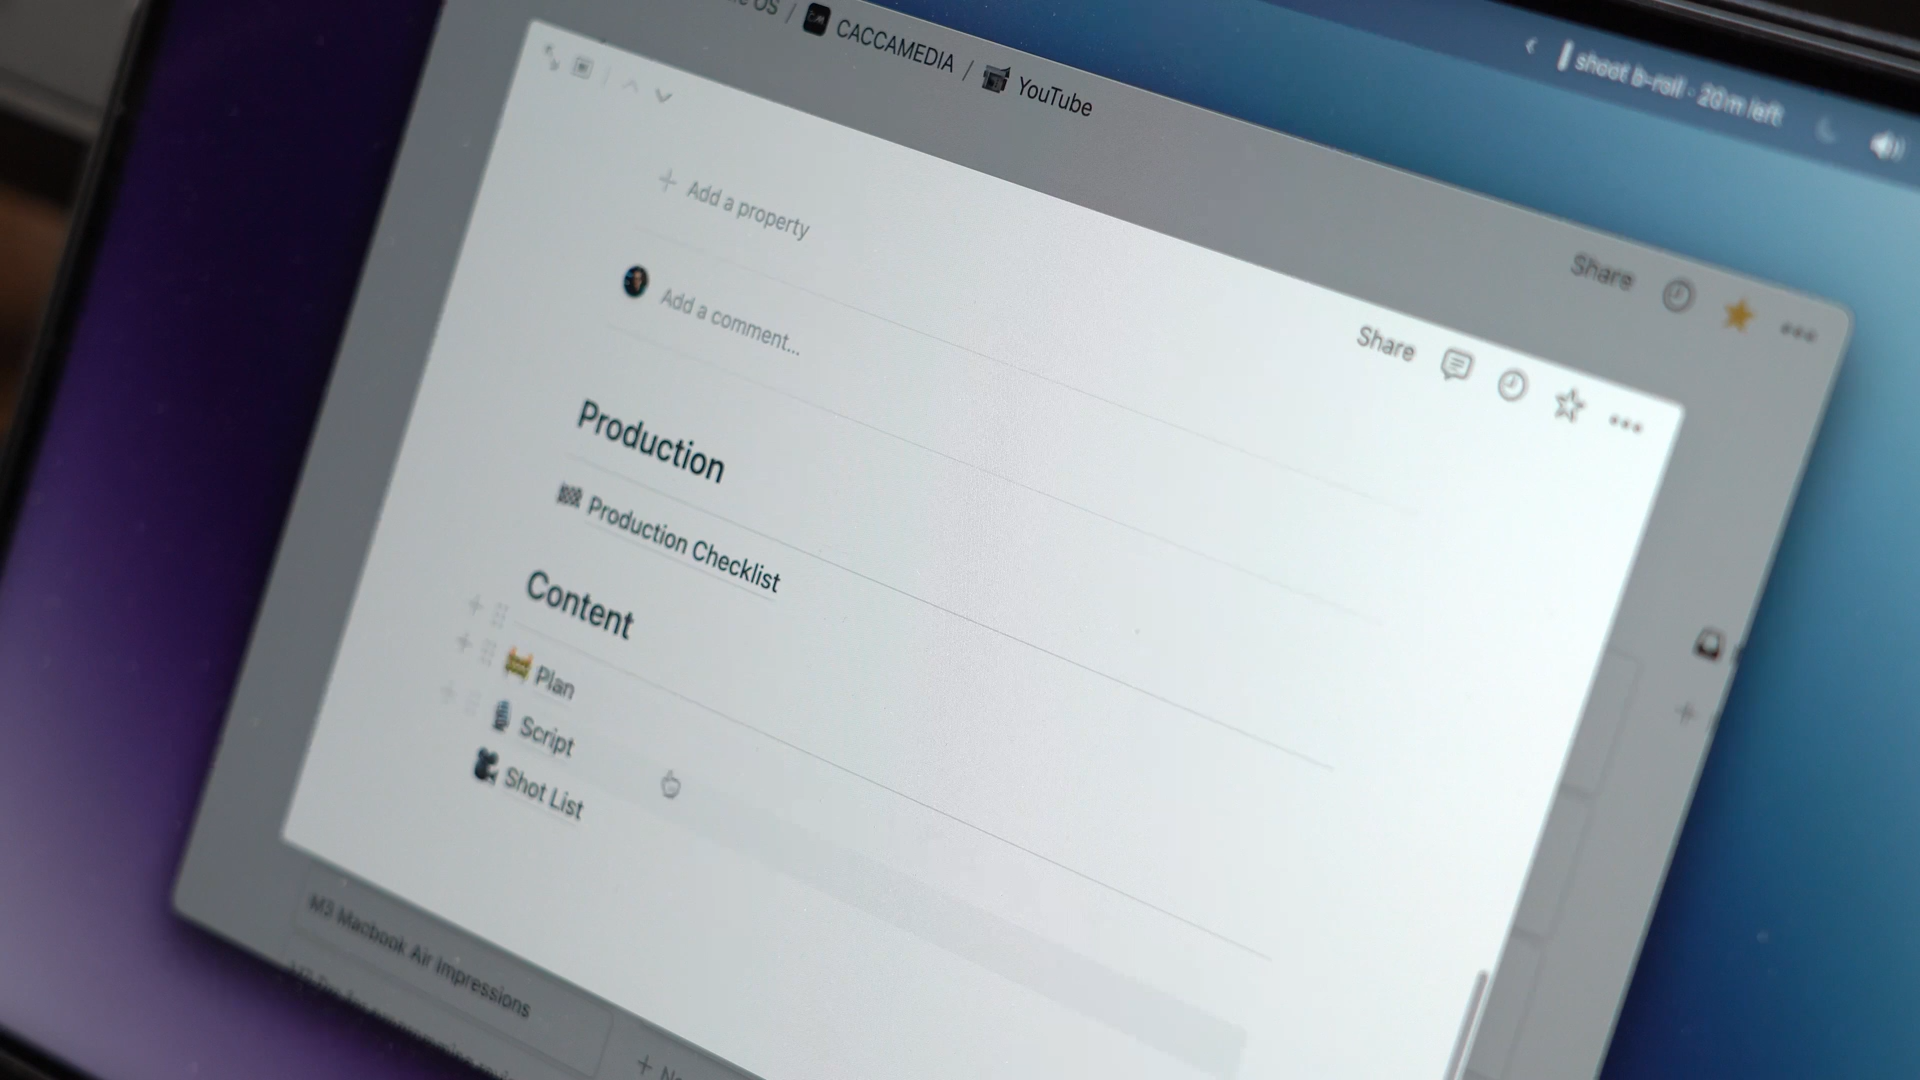 OS / CACCAMEDIA / YouTube
shoot b-roll · 20m left
Share
Share
Add a property
Add a comment...
Production
Production Checklist
Content
Plan
Script
Shot List
M3 Macbook Air Impressions